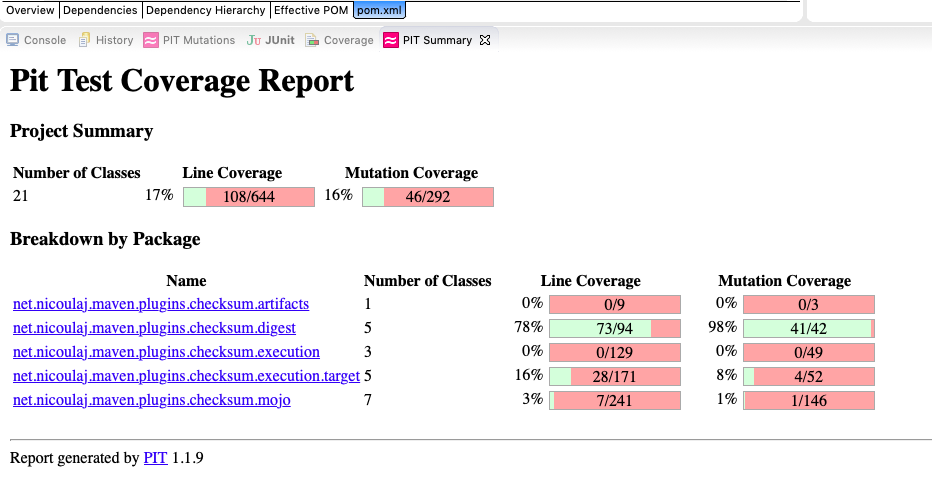 Overview Dependencies Dependency Hierarchy Effective POM pom.xml
Console History PIT Mutations JU JUnit Coverage PIT Summary
Pit Test Coverage Report
Project Summary
Number of Classes Line Coverage Mutation Coverage
21 17% 108/644 16% 46/292
Breakdown by Package
Name Number of Classes Line Coverage Mutation Coverage
net.nicoulaj.maven.plugins.checksum.artifacts 1 0% 0/9 0% 0/3
net.nicoulaj.maven.plugins.checksum.digest 5 78% 73/94 98% 41/42
net.nicoulaj.maven.plugins.checksum.execution 3 0% 0/129 0% 0/49
net.nicoulaj.maven.plugins.checksum.execution.target 5 16% 28/171 8% 4/52
net.nicoulaj.maven.plugins.checksum.mojo 7 3% 7/241 1% 1/146
Report generated by PIT 1.1.9